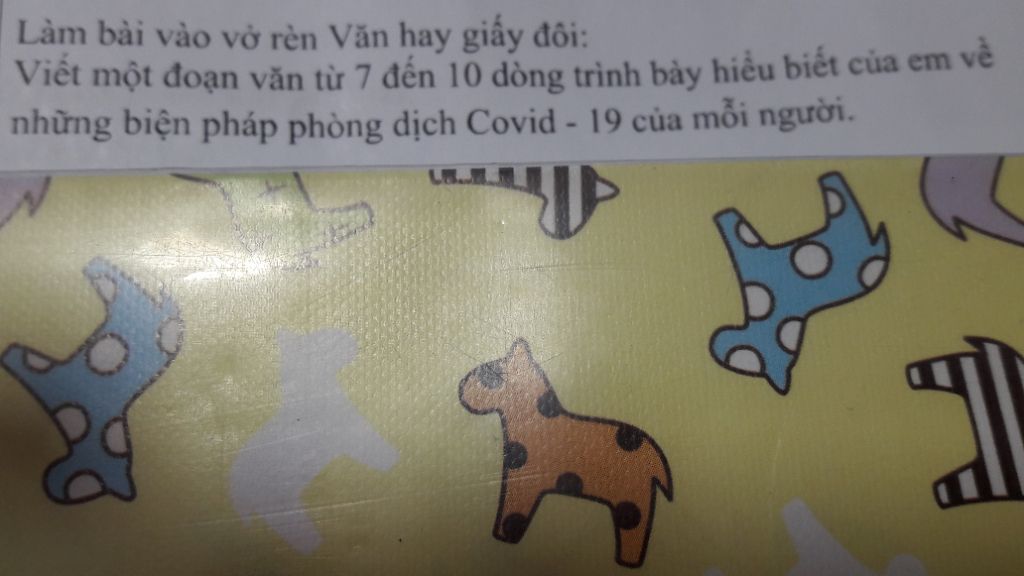 Làm bài vào vở rèn Văn hay giấy đôi:
Viết một đoạn văn từ 7 đến 10 dòng trình bày hiểu biết của em về
những biện pháp phòng dịch Covid - 19 của mỗi người.